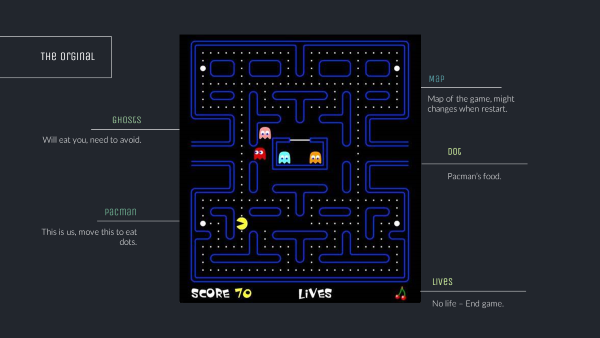 THE ORGINAL
GHOSTS
Will eat you, need to avoid.
PACMAN
This is us, move this to eat
dots.
SCORE 70
LIVES
MAP
Map of the game, might
changes when restart.
DOT
Pacman's food.
LIVES
No life – End game.